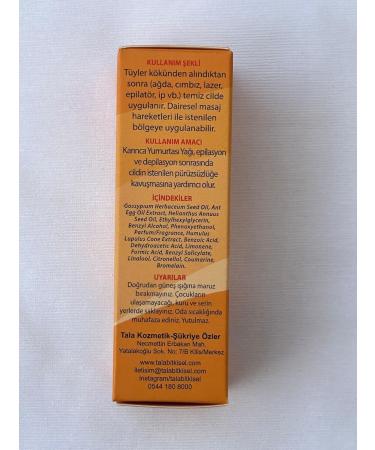 KULLANIM ŞEKLİ
Tüyler kökünden alındıktan
sonra (ağda, cımbız, lazer,
epilatör, ip vb.) temiz cilde
uygulanır. Dairesel masaj
hareketleri ile istenilen
bölgeye uygulanabilir.
KULLANIM AMACI
Karınca Yumurtası Yağı, epilasyon
ve depilasyon sonrasında
cildin istenilen pürüzsüzlüğe
kavuşmasına yardımcı olur.
İÇİNDEKİLER
Gossypium Herbaceum Seed Oil, Ant
Egg Oil Extract, Helianthus Annuus
Seed Oil, Ethylhexylglycerin,
Benzyl Alcohol, Phenoxyethanol,
Parfum/Fragrance, Humulus
Lupulus Cone Extract, Benzoic Acid,
Dehydroacetic Acid, Limonene,
Formic Acid, Benzyl Salicylate,
Linalool, Citronellol, Coumarine,
Bromelain.
UYARILAR
Doğrudan güneş ışığına maruz
bırakmayınız. Çocukların
ulaşamayacağı, kuru ve serin
yerlerde saklayınız. Oda sıcaklığında
muhafaza ediniz. Yutulmaz.
Tala Kozmetik-Şükriye Özler
Necmettin Erbakan Mah.
Yatalakoğlu Sok. No: 7/B Kilis/Merkez
www.talabitkisel.com
iletisim@talabitkisel.com
Instagram/talabitkisel
0544 180 8000